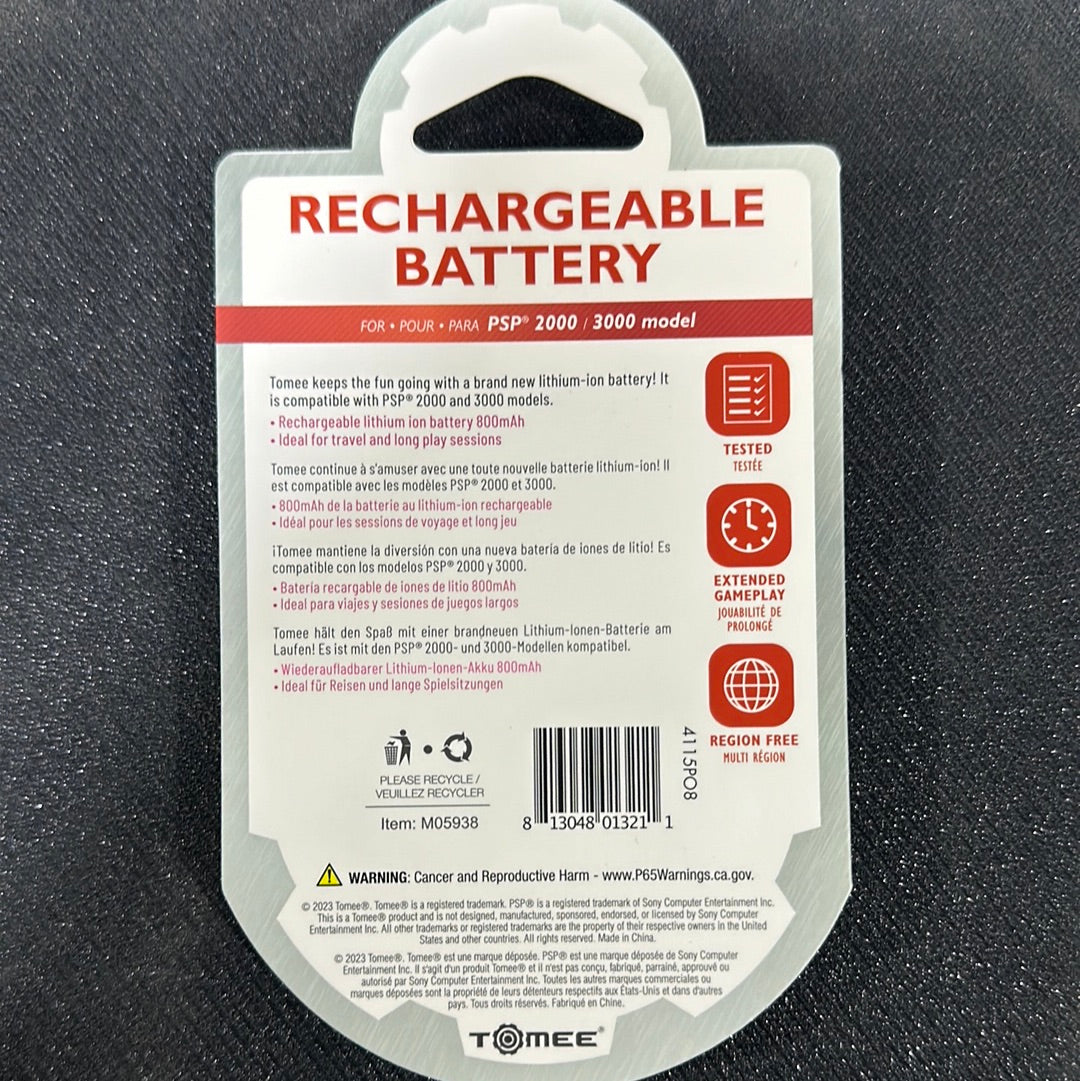 RECHARGEABLE
BATTERY
FOR • POUR • PARA PSP® 2000 / 3000 model
Tomee keeps the fun going with a brand new lithium-ion battery! It
is compatible with PSP® 2000 and 3000 models.
• Rechargeable lithium ion battery 800mAh
• Ideal for travel and long play sessions
Tomee continue à s'amuser avec une toute nouvelle batterie lithium-ion! Il
est compatible avec les modèles PSP® 2000 et 3000.
• 800mAh de la batterie au lithium-ion rechargeable
• Idéal pour les sessions de voyage et long jeu
¡Tomee mantiene la diversión con una nueva batería de iones de litio! Es
compatible con los modelos PSP® 2000 y 3000.
• Batería recargable de iones de litio 800mAh
• Ideal para viajes y sesiones de juegos largos
Tomee hält den Spaß mit einer brandneuen Lithium-Ionen-Batterie am
Laufen! Es ist mit den PSP® 2000- und 3000-Modellen kompatibel.
• Wiederaufladbarer Lithium-Ionen-Akku 800mAh
• Ideal für Reisen und lange Spielsitzungen
TESTED
TESTÉE
EXTENDED
GAMEPLAY
JOUABILITÉ DE
PROLONGÉ
REGION FREE
MULTI RÉGION
PLEASE RECYCLE /
VEUILLEZ RECYCLER
Item: M05938
8 13048 01321 1
4115PO8
WARNING: Cancer and Reproductive Harm - www.P65Warnings.ca.gov.
© 2023 Tomee®. Tomee® is a registered trademark. PSP® is a registered trademark of Sony Computer Entertainment Inc.
This is a Tomee® product and is not designed, manufactured, sponsored, endorsed, or licensed by Sony Computer
Entertainment Inc. All other trademarks or registered trademarks are the property of their respective owners in the United
States and other countries. All rights reserved. Made in China.
© 2023 Tomee®. Tomee® est une marque déposée. PSP® est une marque déposée de Sony Computer
Entertainment Inc. Il s'agit d'un produit Tomee® et il n'est pas conçu, fabriqué, parrainé, approuvé ou
autorisé par Sony Computer Entertainment Inc. Toutes les autres marques commerciales ou
marques déposées sont la propriété de leurs détenteurs respectifs aux États-Unis et dans d'autres
pays. Tous droits réservés. Fabriqué en Chine.
TOMEE®